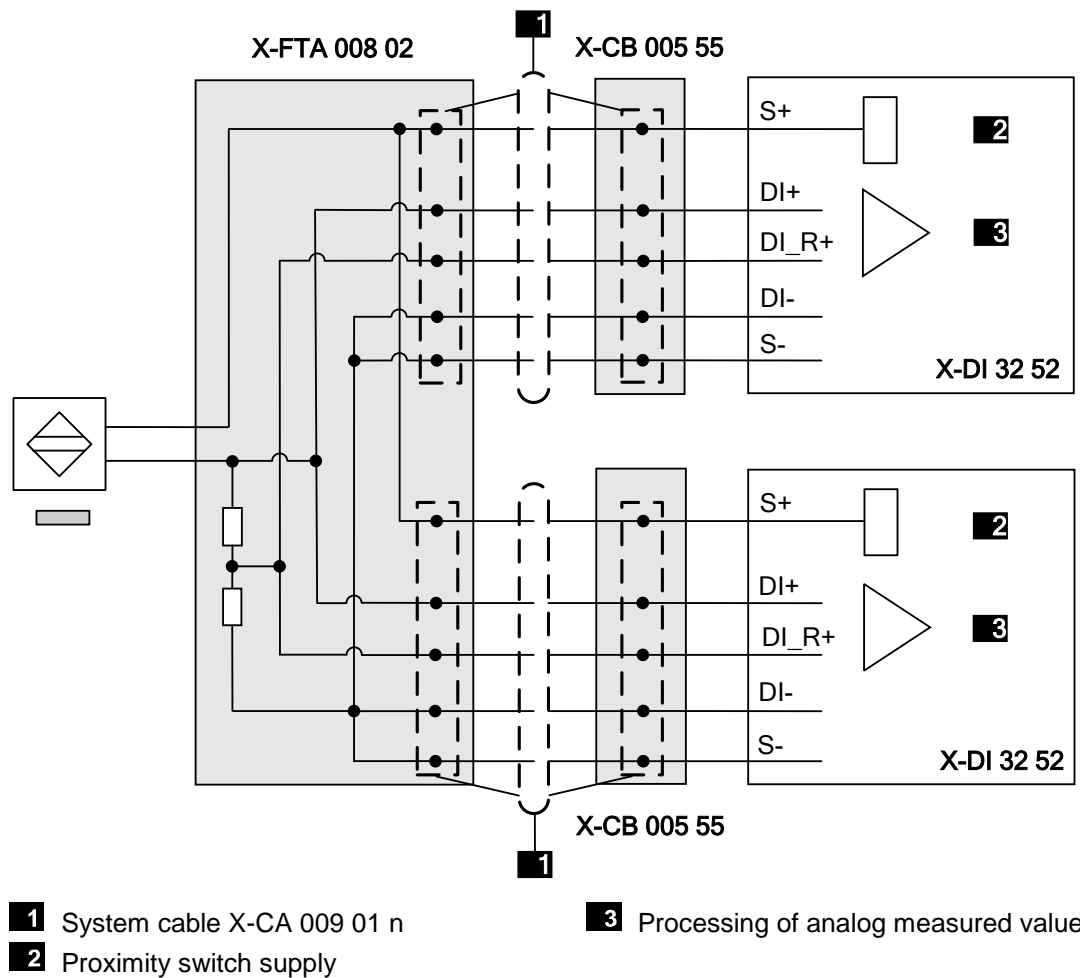 1
X-FTA 008 02
X-CB 005 55
S+
2
DI+
3
DI_R+
DI-
S-
X-DI 32 52
S+
2
DI+
3
DI_R+
DI-
S-
X-DI 32 52
X-CB 005 55
1
1 System cable X-CA 009 01 n
3 Processing of analog measured value
2 Proximity switch supply